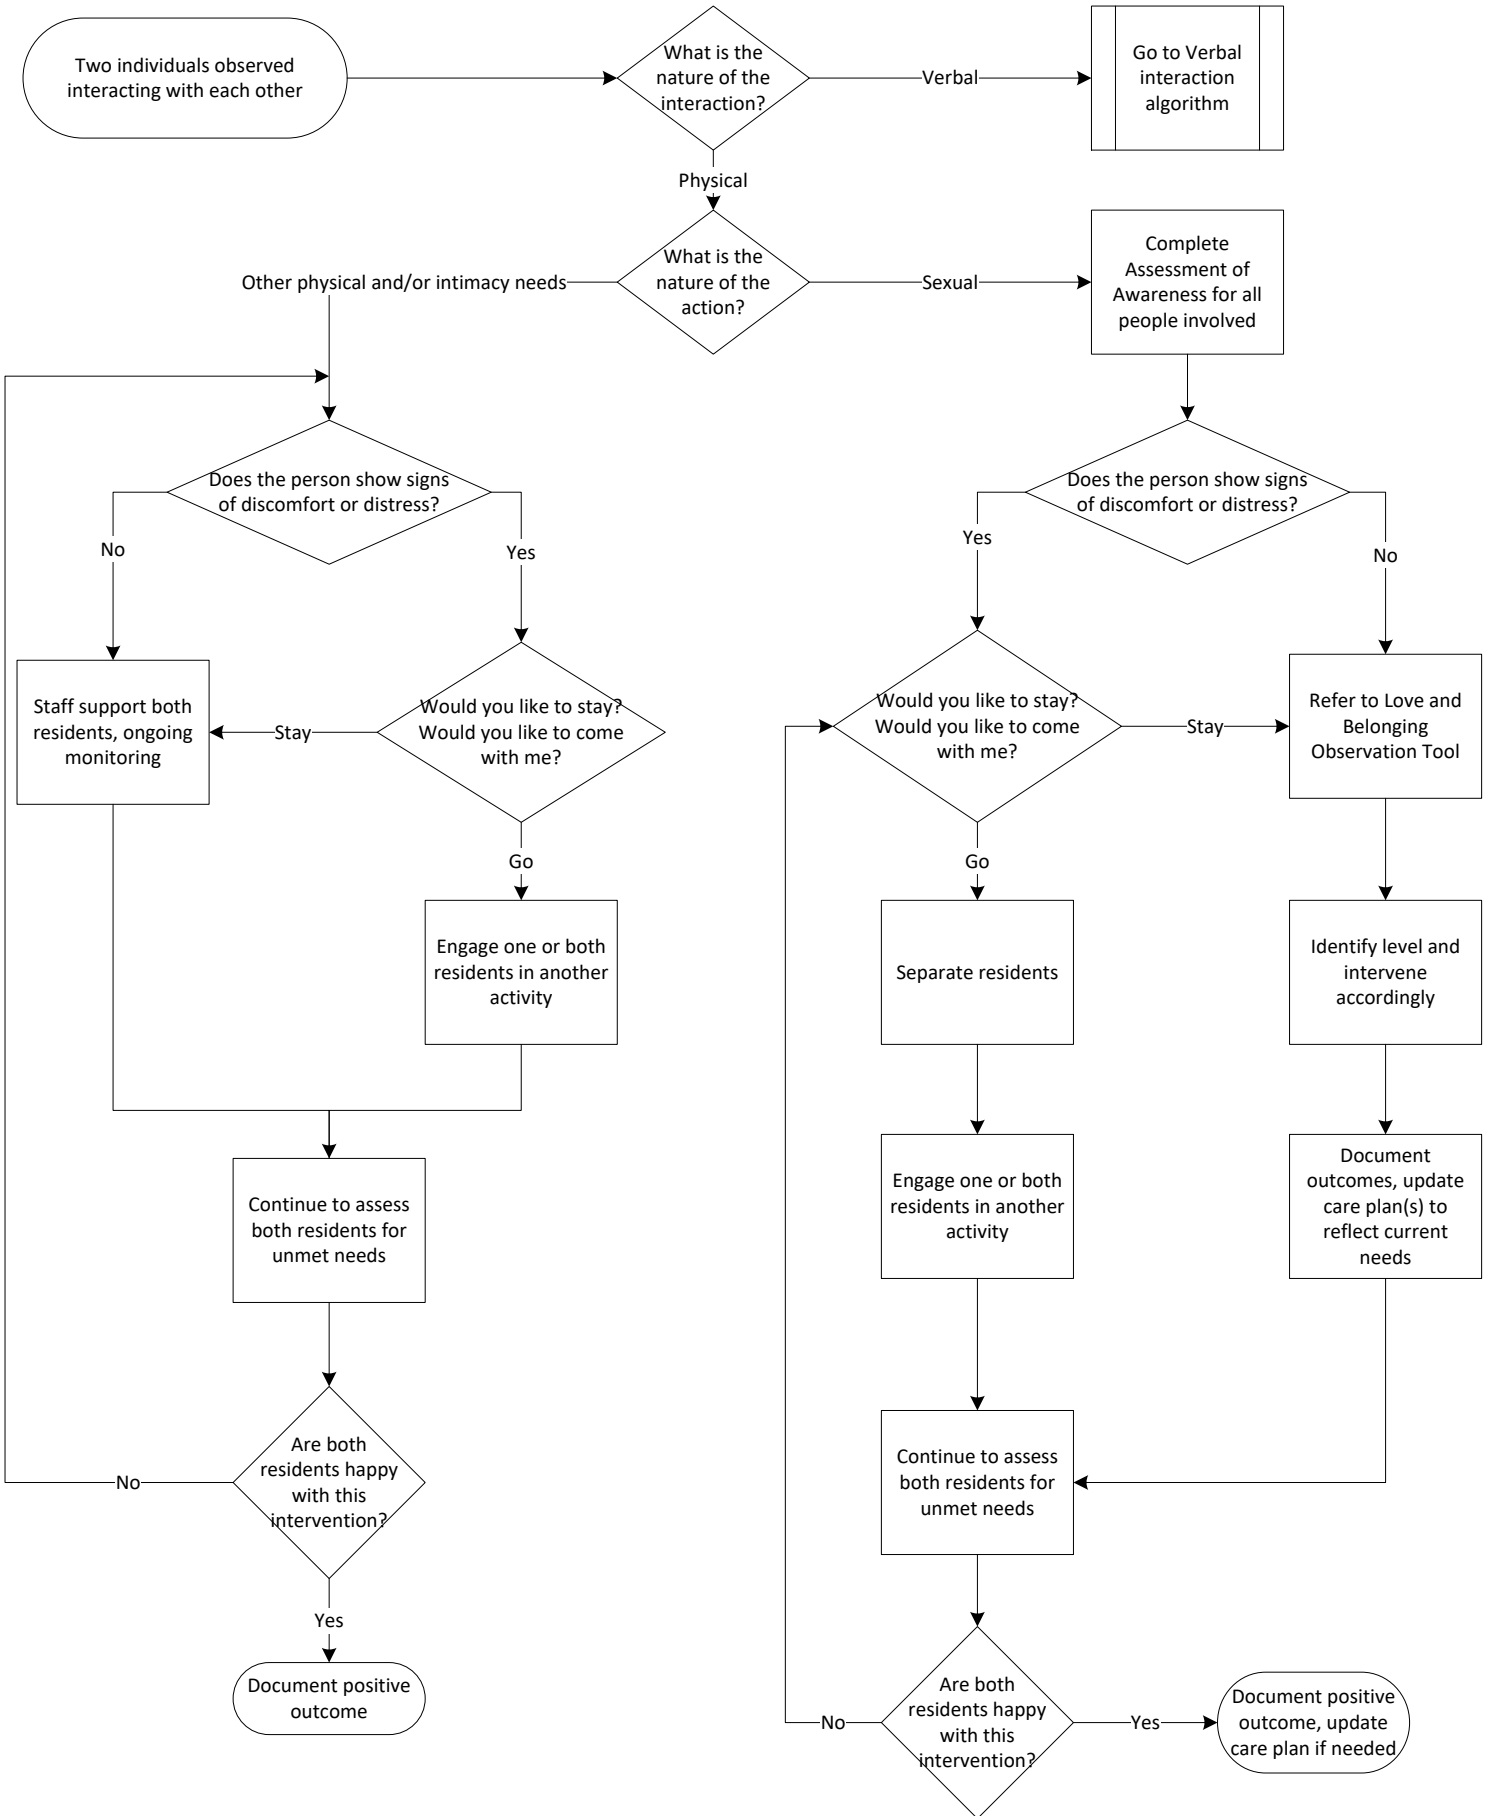 Two individuals observed
interacting with each other
What is the
nature of the
interaction?
Verbal
Go to Verbal
interaction
algorithm
Physical
What is the
nature of the
action?
Other physical and/or intimacy needs
Sexual
Complete
Assessment of
Awareness for all
people involved
Does the person show signs
of discomfort or distress?
No
Yes
Does the person show signs
of discomfort or distress?
Yes
No
Staff support both
residents, ongoing
monitoring
Stay
Would you like to stay?
Would you like to come
with me?
Would you like to stay?
Would you like to come
with me?
Stay
Refer to Love and
Belonging
Observation Tool
Go
Go
Engage one or both
residents in another
activity
Separate residents
Identify level and
intervene
accordingly
Continue to assess
both residents for
unmet needs
Engage one or both
residents in another
activity
Document
outcomes, update
care plan(s) to
reflect current
needs
Are both
residents happy
with this
intervention?
No
Continue to assess
both residents for
unmet needs
Yes
Document positive
outcome
Are both
residents happy
with this
intervention?
No
Yes
Document positive
outcome, update
care plan if needed